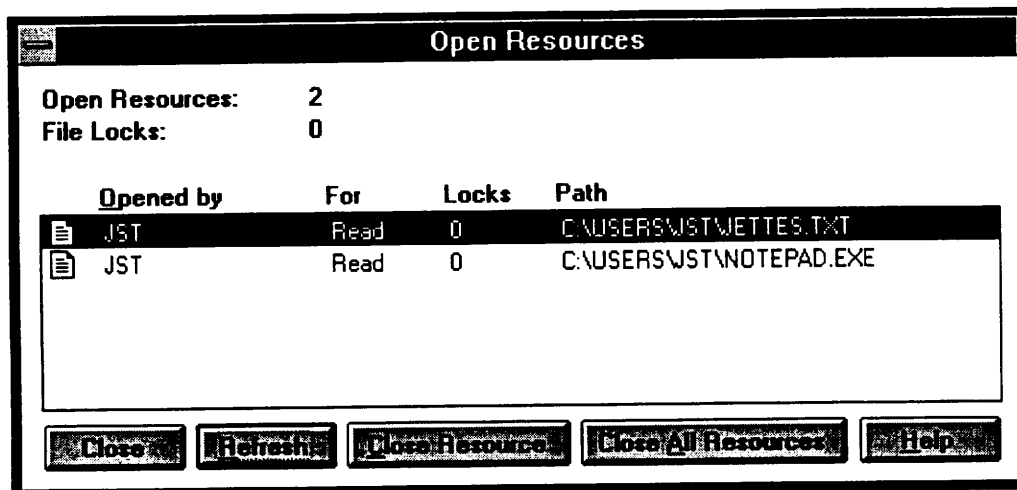 Open Resources
Open Resources: 2
File Locks: 0
Opened by For Locks Path
JST Read 0 C:\USERS\JST\JETTES.TXT
JST Read 0 C:\USERS\JST\NOTEPAD.EXE
Close Refresh Close Resource Close All Resources Help